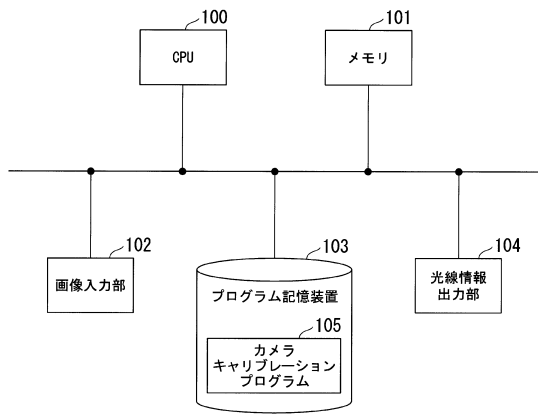 100
101
CPU
メモリ
102
103
104
画像入力部
プログラム記憶装置
光線情報
出力部
105
カメラ
キャリブレーション
プログラム